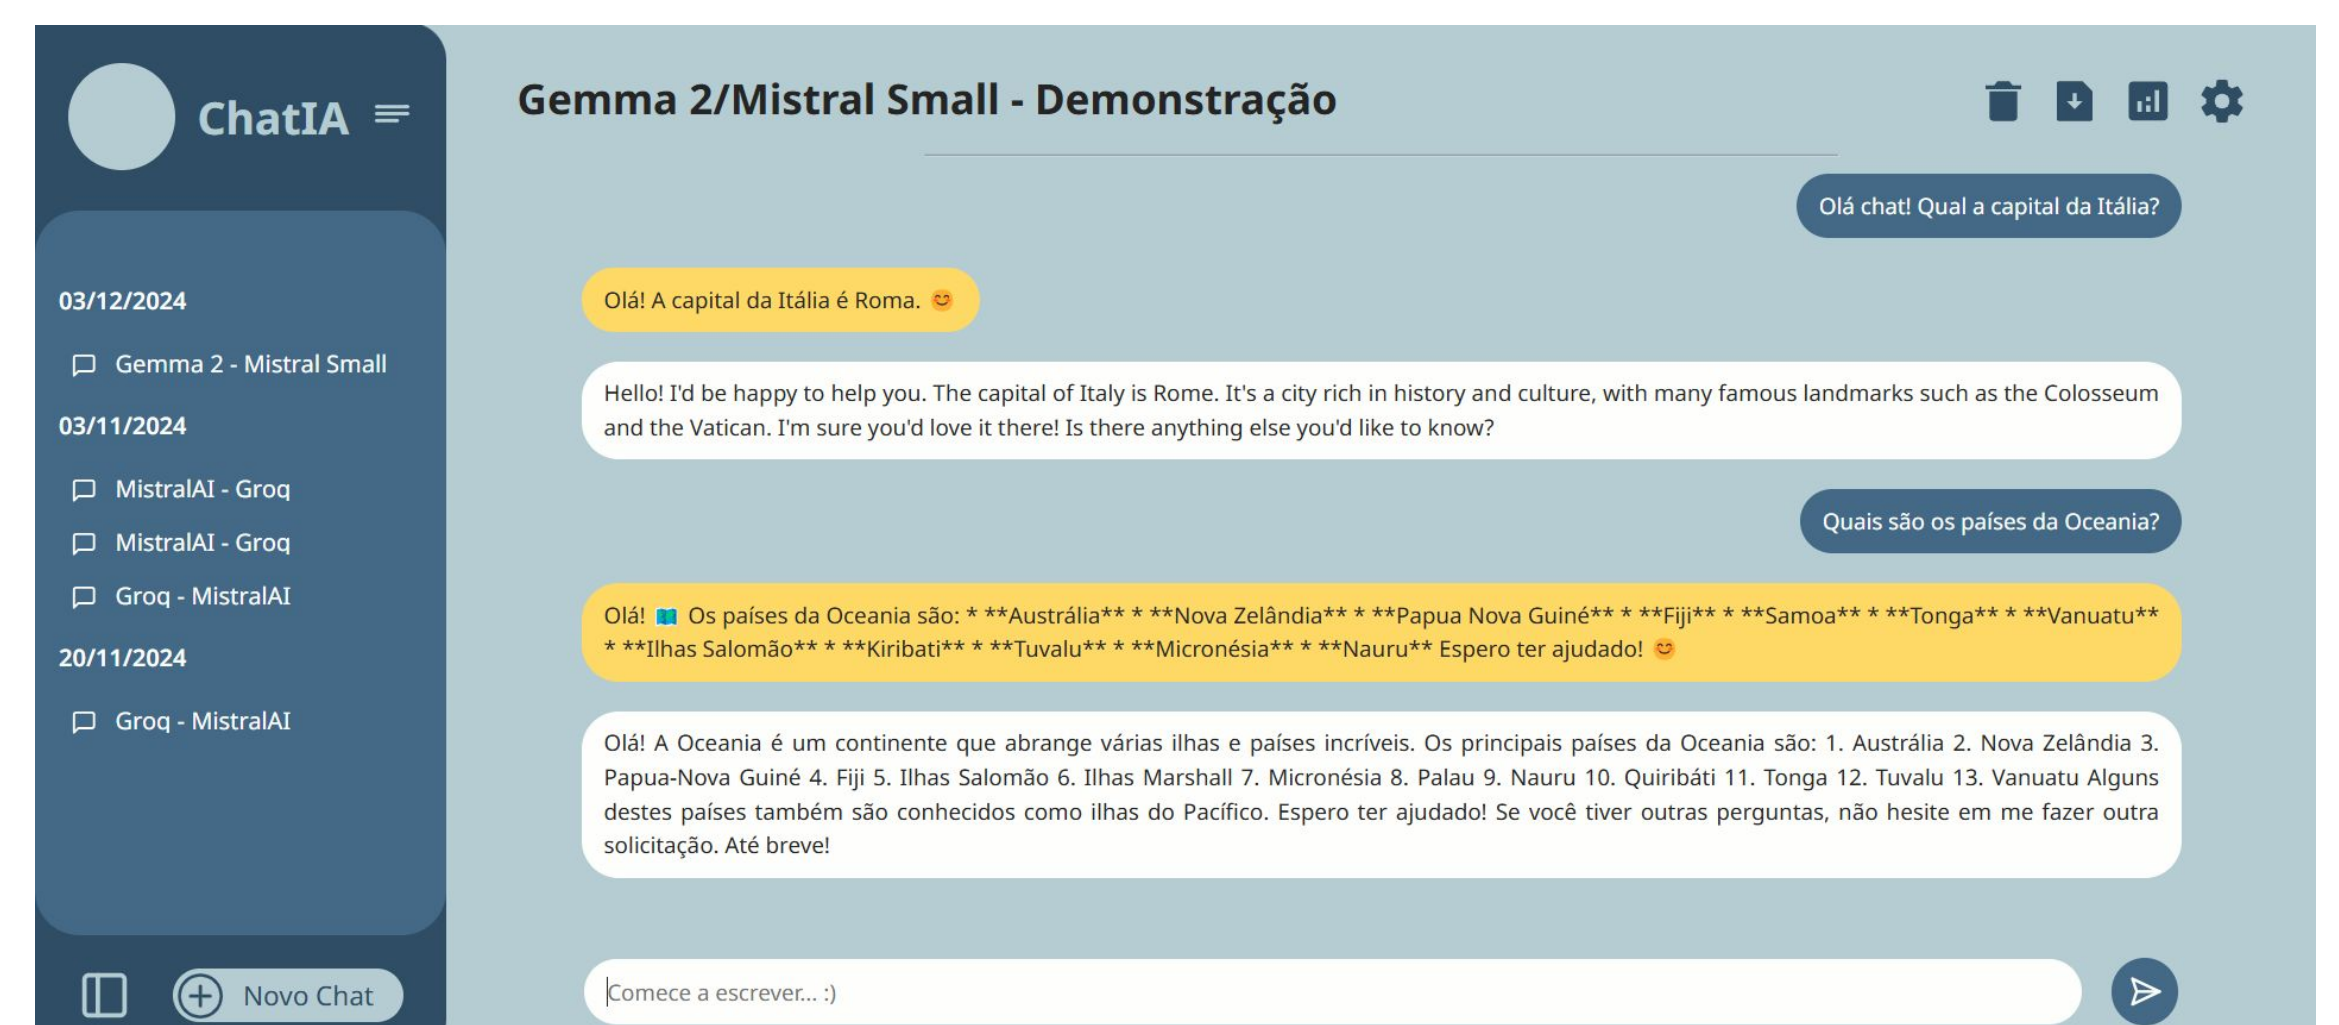 ChatIA
03/12/2024
Gemma 2 - Mistral Small
03/11/2024
MistralAI - Groq
MistralAI - Groq
Groq - MistralAI
20/11/2024
Groq - MistralAI
Novo Chat
Gemma 2/Mistral Small - Demonstração
Olá chat! Qual a capital da Itália?
Olá! A capital da Itália é Roma. 😊
Hello! I'd be happy to help you. The capital of Italy is Rome. It's a city rich in history and culture, with many famous landmarks such as the Colosseum
and the Vatican. I'm sure you'd love it there! Is there anything else you'd like to know?
Quais são os países da Oceania?
Olá! 🗺️ Os países da Oceania são: * **Austrália** * **Nova Zelândia** * **Papua Nova Guiné** * **Fiji** * **Samoa** * **Tonga** * **Vanuatu**
* **Ilhas Salomão** * **Kiribati** * **Tuvalu** * **Micronésia** * **Nauru** Espero ter ajudado! 😊
Olá! A Oceania é um continente que abrange várias ilhas e países incríveis. Os principais países da Oceania são: 1. Austrália 2. Nova Zelândia 3.
Papua-Nova Guiné 4. Fiji 5. Ilhas Salomão 6. Ilhas Marshall 7. Micronésia 8. Palau 9. Nauru 10. Quiribáti 11. Tonga 12. Tuvalu 13. Vanuatu Alguns
destes países também são conhecidos como ilhas do Pacífico. Espero ter ajudado! Se você tiver outras perguntas, não hesite em me fazer outra
solicitação. Até breve!
Comece a escrever... :)